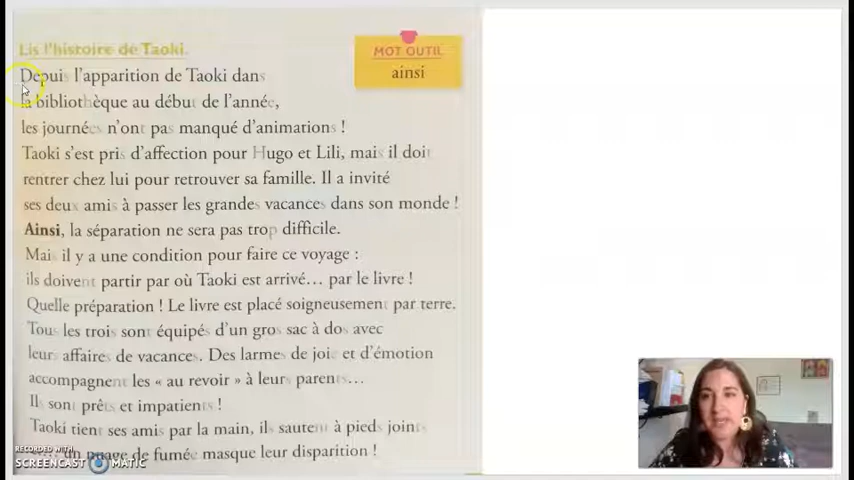 Lis l'histoire de Taoki.
MOT OUTIL
ainsi
Depuis l'apparition de Taoki dans
la bibliothèque au début de l'année,
les journées n'ont pas manqué d'animations !
Taoki s'est pris d'affection pour Hugo et Lili, mais il doit
rentrer chez lui pour retrouver sa famille. Il a invité
ses deux amis à passer les grandes vacances dans son monde !
Ainsi, la séparation ne sera pas trop difficile.
Mais il y a une condition pour faire ce voyage :
ils doivent partir par où Taoki est arrivé… par le livre !
Quelle préparation ! Le livre est placé soigneusement par terre.
Tous les trois sont équipés d'un gros sac à dos avec
leurs affaires de vacances. Des larmes de joie et d'émotion
accompagnent les « au revoir » à leurs parents…
Ils sont prêts et impatients !
Taoki tient ses amis par la main, ils sautent à pieds joints
un nuage de fumée masque leur disparition !
RECORDED WITH
SCREENCAST MATIC